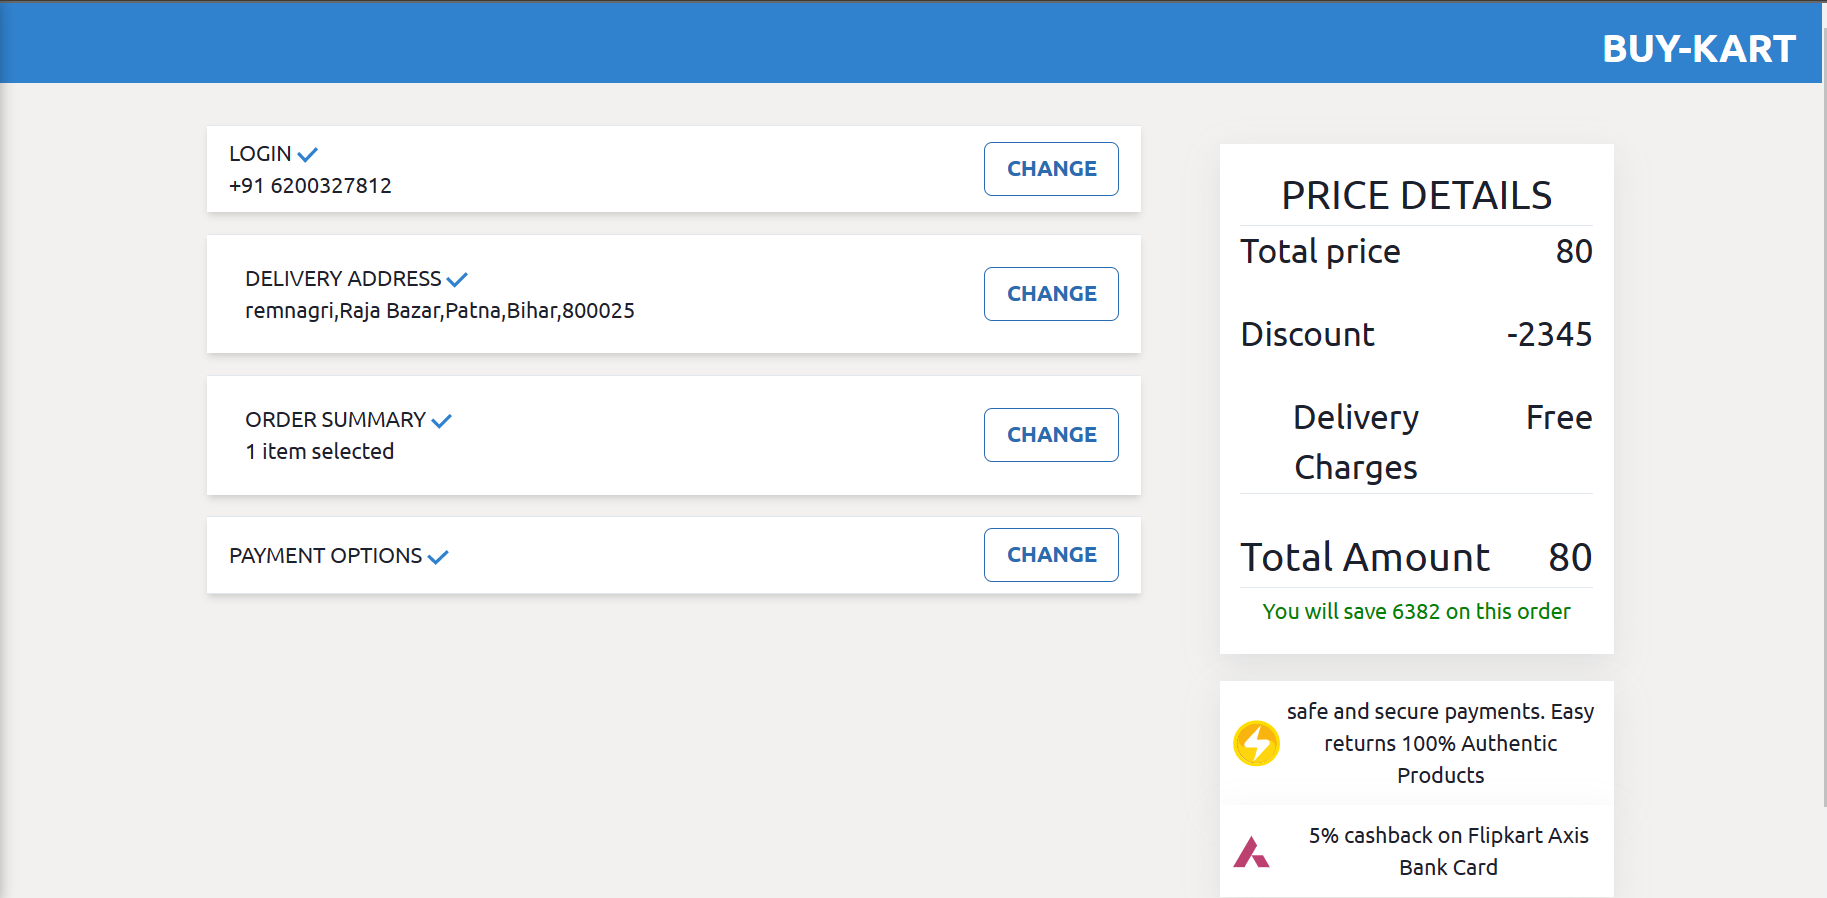 BUY-KART
LOGIN
+91 6200327812
CHANGE
DELIVERY ADDRESS
remnagri,Raja Bazar,Patna,Bihar,800025
CHANGE
ORDER SUMMARY
1 item selected
CHANGE
PAYMENT OPTIONS
CHANGE
PRICE DETAILS
Total price 80
Discount -2345
Delivery Free
Charges
Total Amount 80
You will save 6382 on this order
safe and secure payments. Easy
returns 100% Authentic
Products
5% cashback on Flipkart Axis
Bank Card